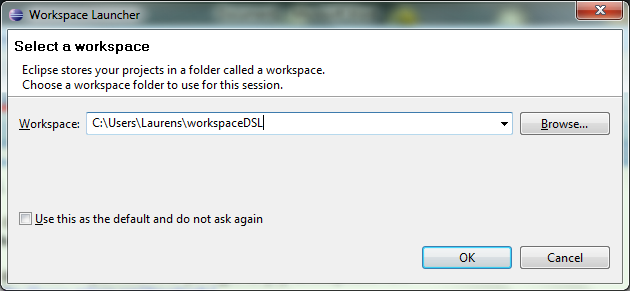 Workspace Launcher
Select a workspace
Eclipse stores your projects in a folder called a workspace.
Choose a workspace folder to use for this session.
Workspace: C:\Users\Laurens\workspaceDSL Browse...
Use this as the default and do not ask again
OK Cancel